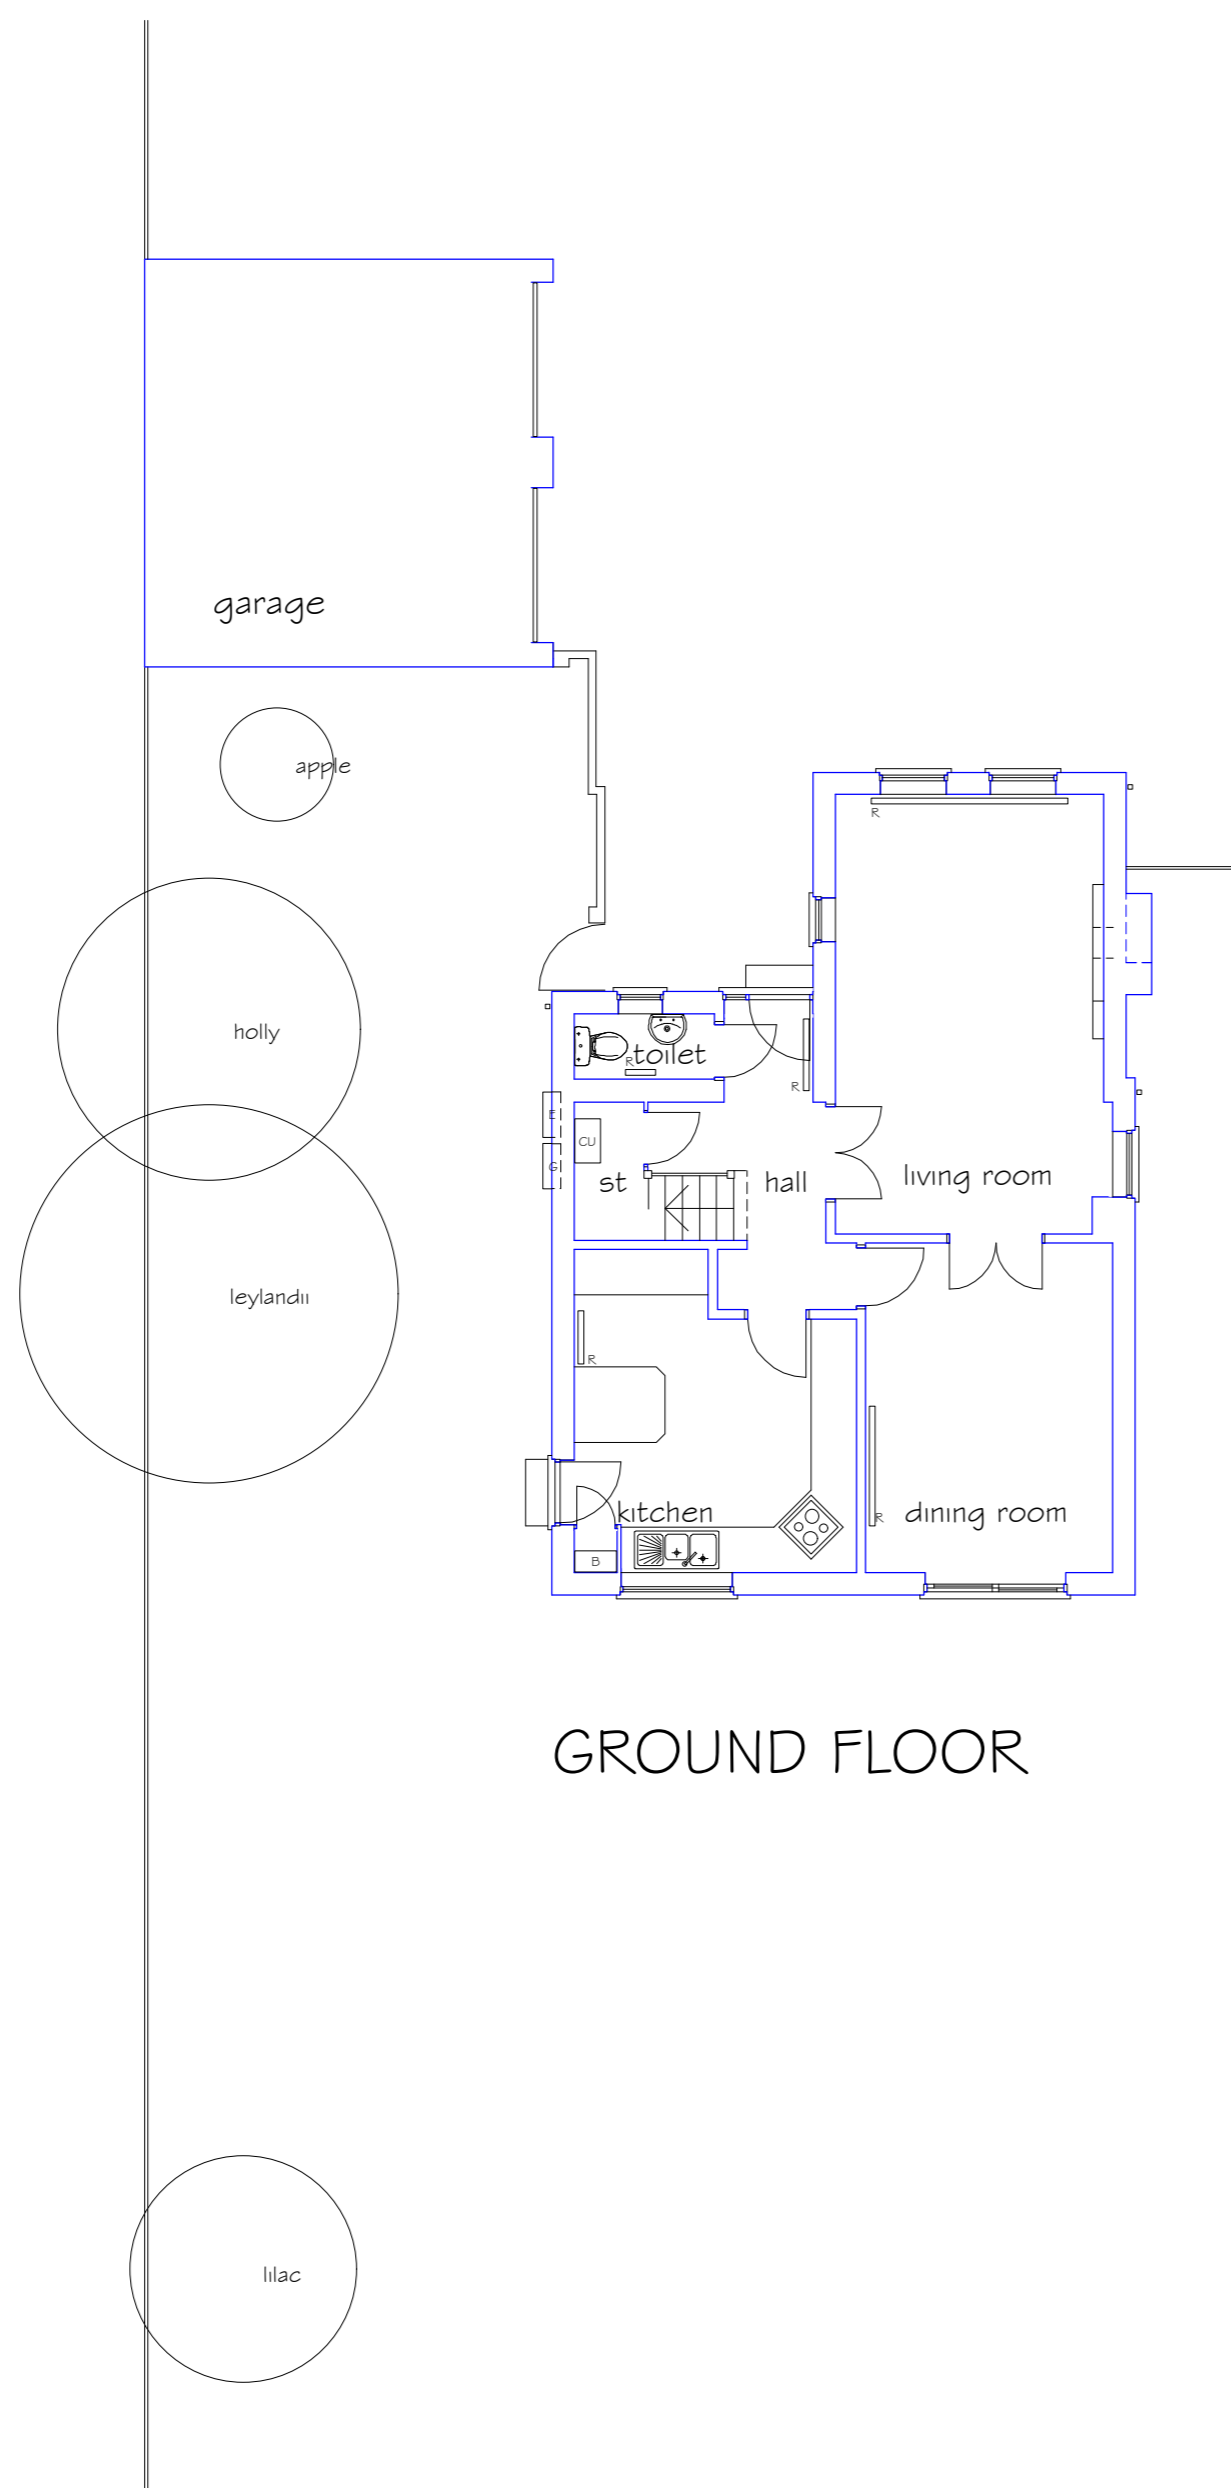 garage
apple
R
holly
toilet
R
R
E
CU
G
st
hall
living room
leylandii
R
kitchen
R
dining room
B
GROUND FLOOR
lilac